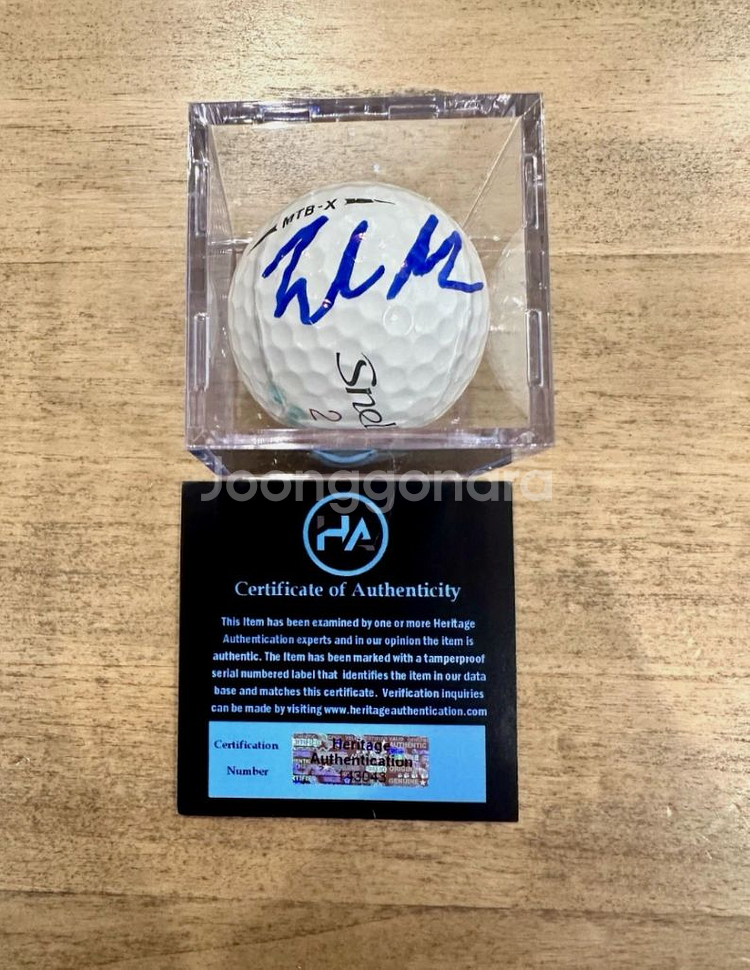 MTB-X
Snel
2
Joonggonara
HA
Certificate of Authenticity
This Item has been examined by one or more Heritage
Authentication experts and in our opinion the item is
authentic. The Item has been marked with a tamperproof
serial numbered label that identifies the item in our data
base and matches this certificate. Verification inquiries
can be made by visiting www.heritageauthentication.com
Certification
Number
Heritage
Authentication
143043